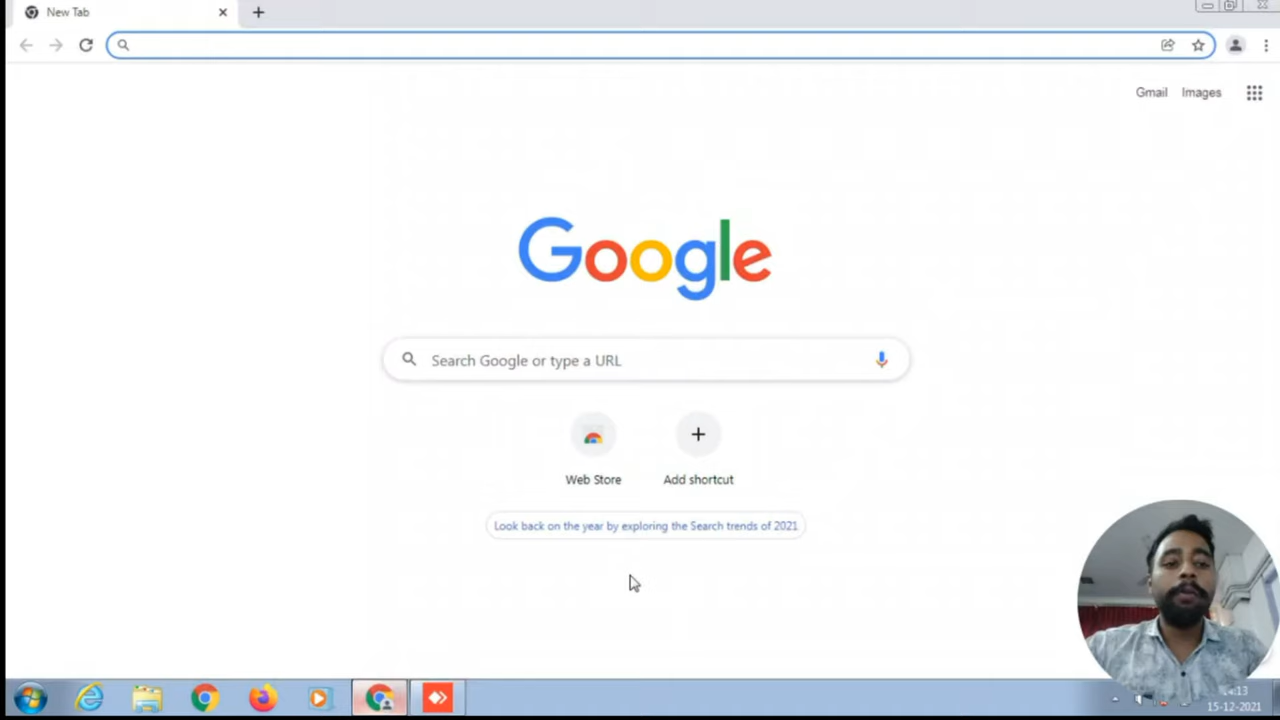 New Tab
Gmail Images
Google
Search Google or type a URL
Web Store
Add shortcut
Look back on the year by exploring the Search trends of 2021
15-12-2021